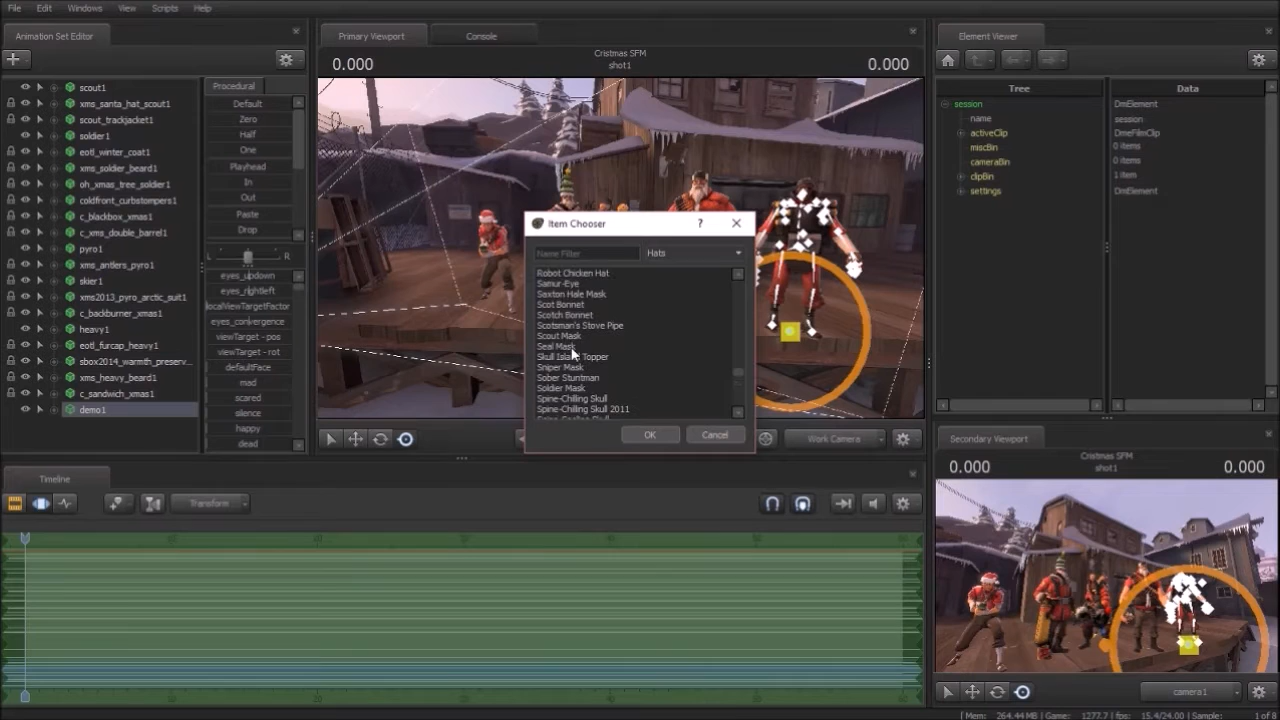 File Edit Windows View Scripts Help
Animation Set Editor
Primary Viewport
Console
Element Viewer
0.000
Cristmas SFM
shot1
0.000
scout1
xms_santa_hat_scout1
scout_trackjacket1
soldier1
eotl_winter_coat1
xms_soldier_beard1
oh_xmas_tree_soldier1
coldfront_curbstompers1
c_blackbox_xmas1
c_xms_double_barrel1
pyro1
xms_antlers_pyro1
skier1
xms2013_pyro_arctic_suit1
c_backburner_xmas1
heavy1
eotl_furcap_heavy1
sbox2014_warmth_preserv...
xms_heavy_beard1
c_sandwich_xmas1
demo1
Procedural
Default
Zero
Half
One
Playhead
In
Out
Paste
Drop
L R
eyes_updown
eyes_rightleft
localViewTargetFactor
eyes_convergence
viewTarget - pos
viewTarget - rot
defaultFace
mad
scared
silence
happy
dead
Item Chooser ?
Name Filter Hats
Robot Chicken Hat
Samur-Eye
Saxton Hale Mask
Scot Bonnet
Scotch Bonnet
Scotsman's Stove Pipe
Scout Mask
Seal Mask
Skull Island Topper
Sniper Mask
Sober Stuntman
Soldier Mask
Spine-Chilling Skull
Spine-Chilling Skull 2011
OK Cancel
Work Camera
Tree Data
session DmElement
name session
activeClip DmeFilmClip
miscBin 0 items
cameraBin 0 items
clipBin 1 item
settings DmElement
Secondary Viewport
0.000
Cristmas SFM
shot1
0.000
camera1
Timeline
Transform
[ Mem: 264.44MB | Game: 1277.7 | fps: 15.4/24.00 | Sample: 1 of 8